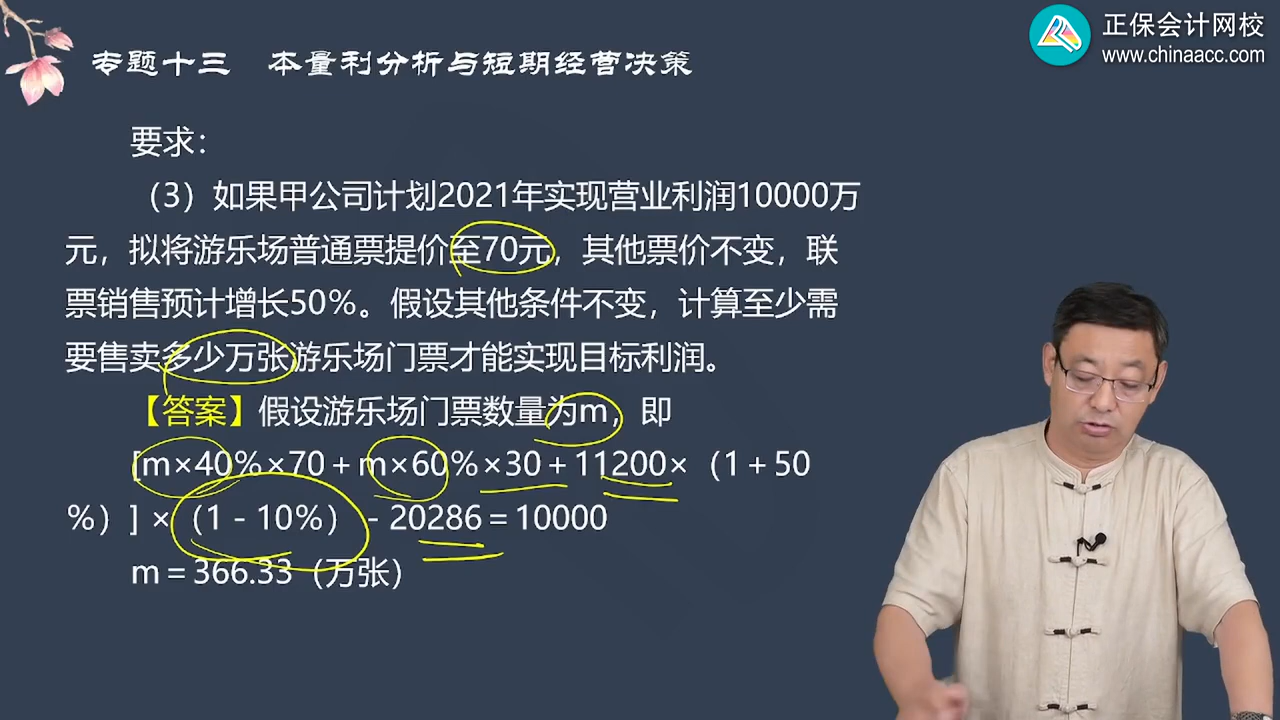 专题十三 本量利分析与短期经营决策
正保会计网校
www.chinaacc.com
要求：
（3）如果甲公司计划2021年实现营业利润10000万
元，拟将游乐场普通票提价至70元，其他票价不变，联
票销售预计增长50%。假设其他条件不变，计算至少需
要售卖多少万张游乐场门票才能实现目标利润。
【答案】假设游乐场门票数量为m，即
[m×40%×70＋m×60%×30＋11200×（1＋50
%）] ×（1－10%）－20286＝10000
m＝366.33（万张）